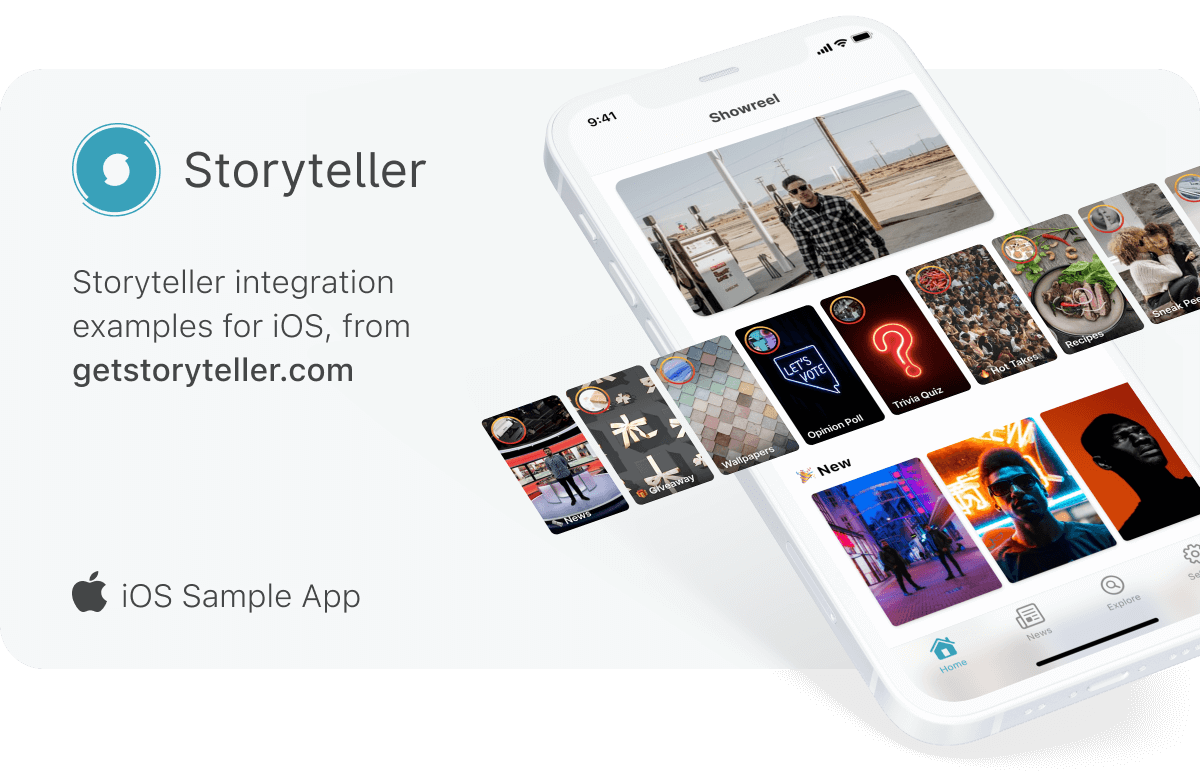 Storyteller
Storyteller integration
examples for iOS, from
getstoryteller.com
iOS Sample App
9:41
Showreel
News
Giveaway
Wallpapers
LET'S
VOTE
Opinion Poll
Trivia Quiz
Hot Takes
Recipes
Sneak Pee
New
Home
News
Explore
Se